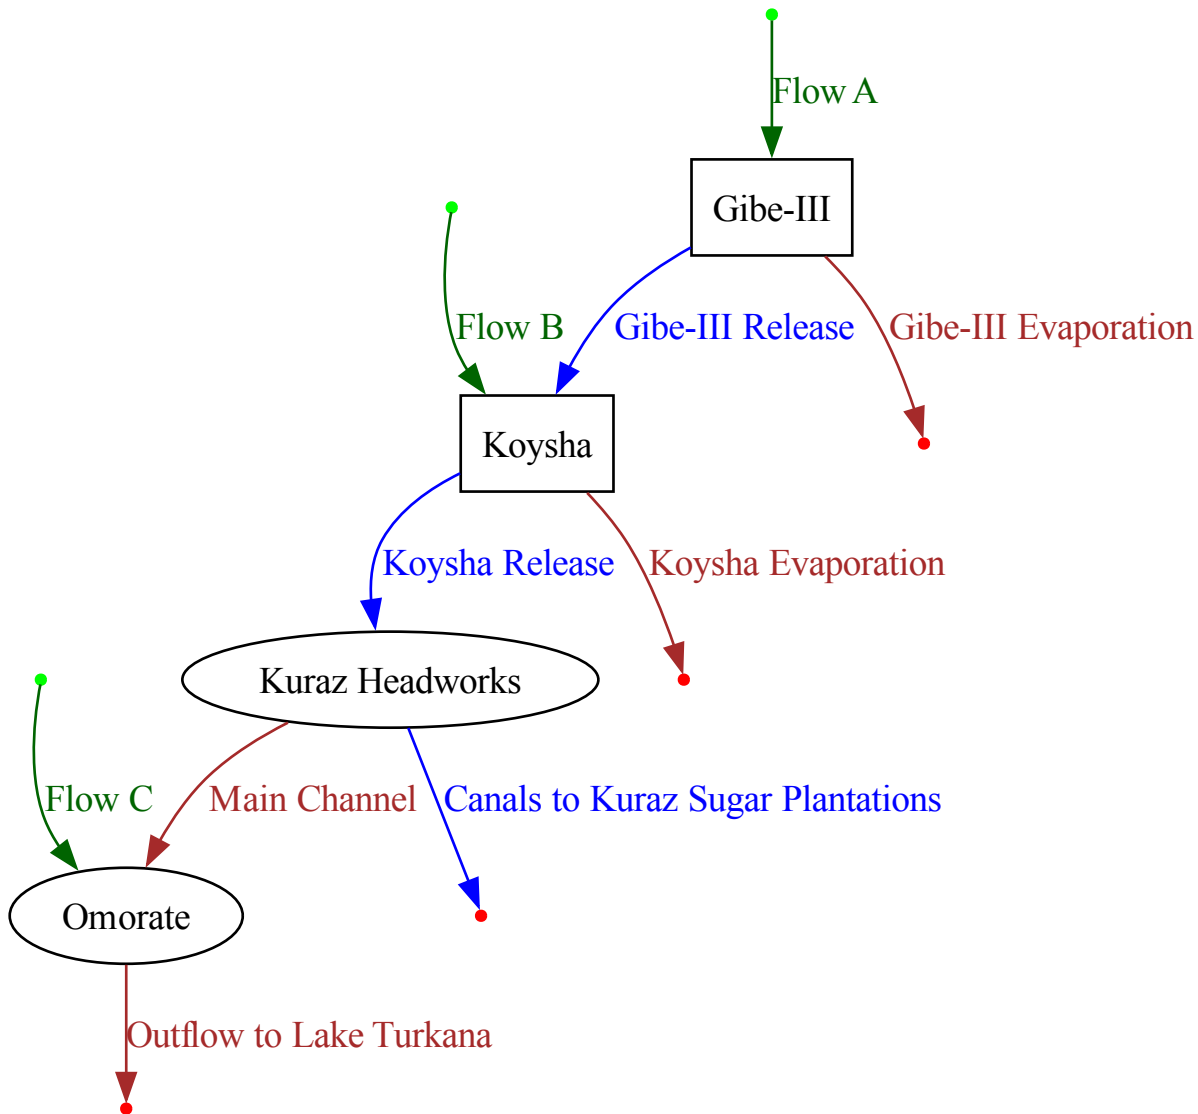 Flow A
Gibe-III
Flow B
Gibe-III Release
Gibe-III Evaporation
Koysha
Koysha Release
Koysha Evaporation
Kuraz Headworks
Flow C
Main Channel
Canals to Kuraz Sugar Plantations
Omorate
Outflow to Lake Turkana